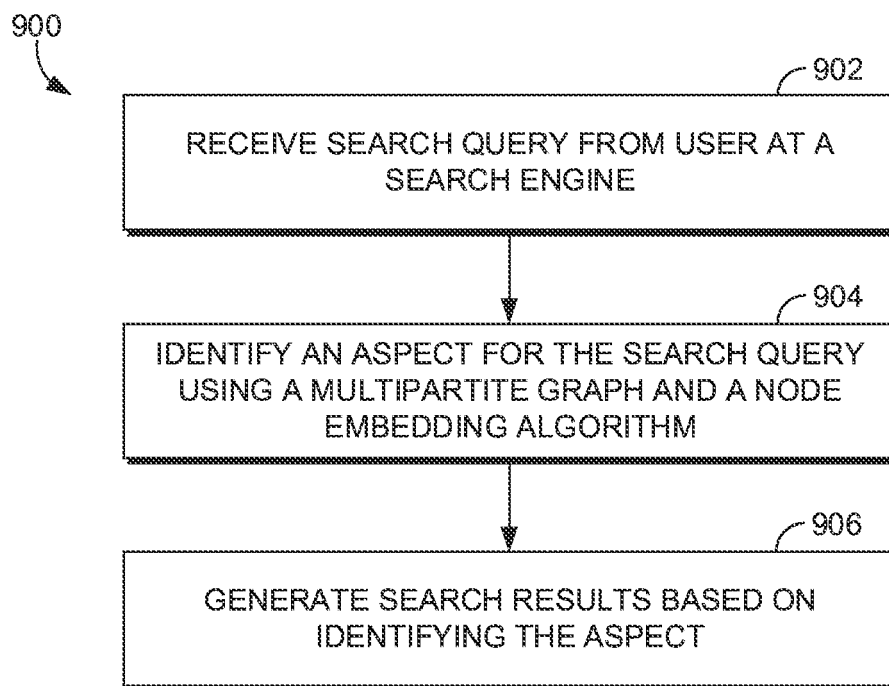 900
902
RECEIVE SEARCH QUERY FROM USER AT A
SEARCH ENGINE
904
IDENTIFY AN ASPECT FOR THE SEARCH QUERY
USING A MULTIPARTITE GRAPH AND A NODE
EMBEDDING ALGORITHM
906
GENERATE SEARCH RESULTS BASED ON
IDENTIFYING THE ASPECT